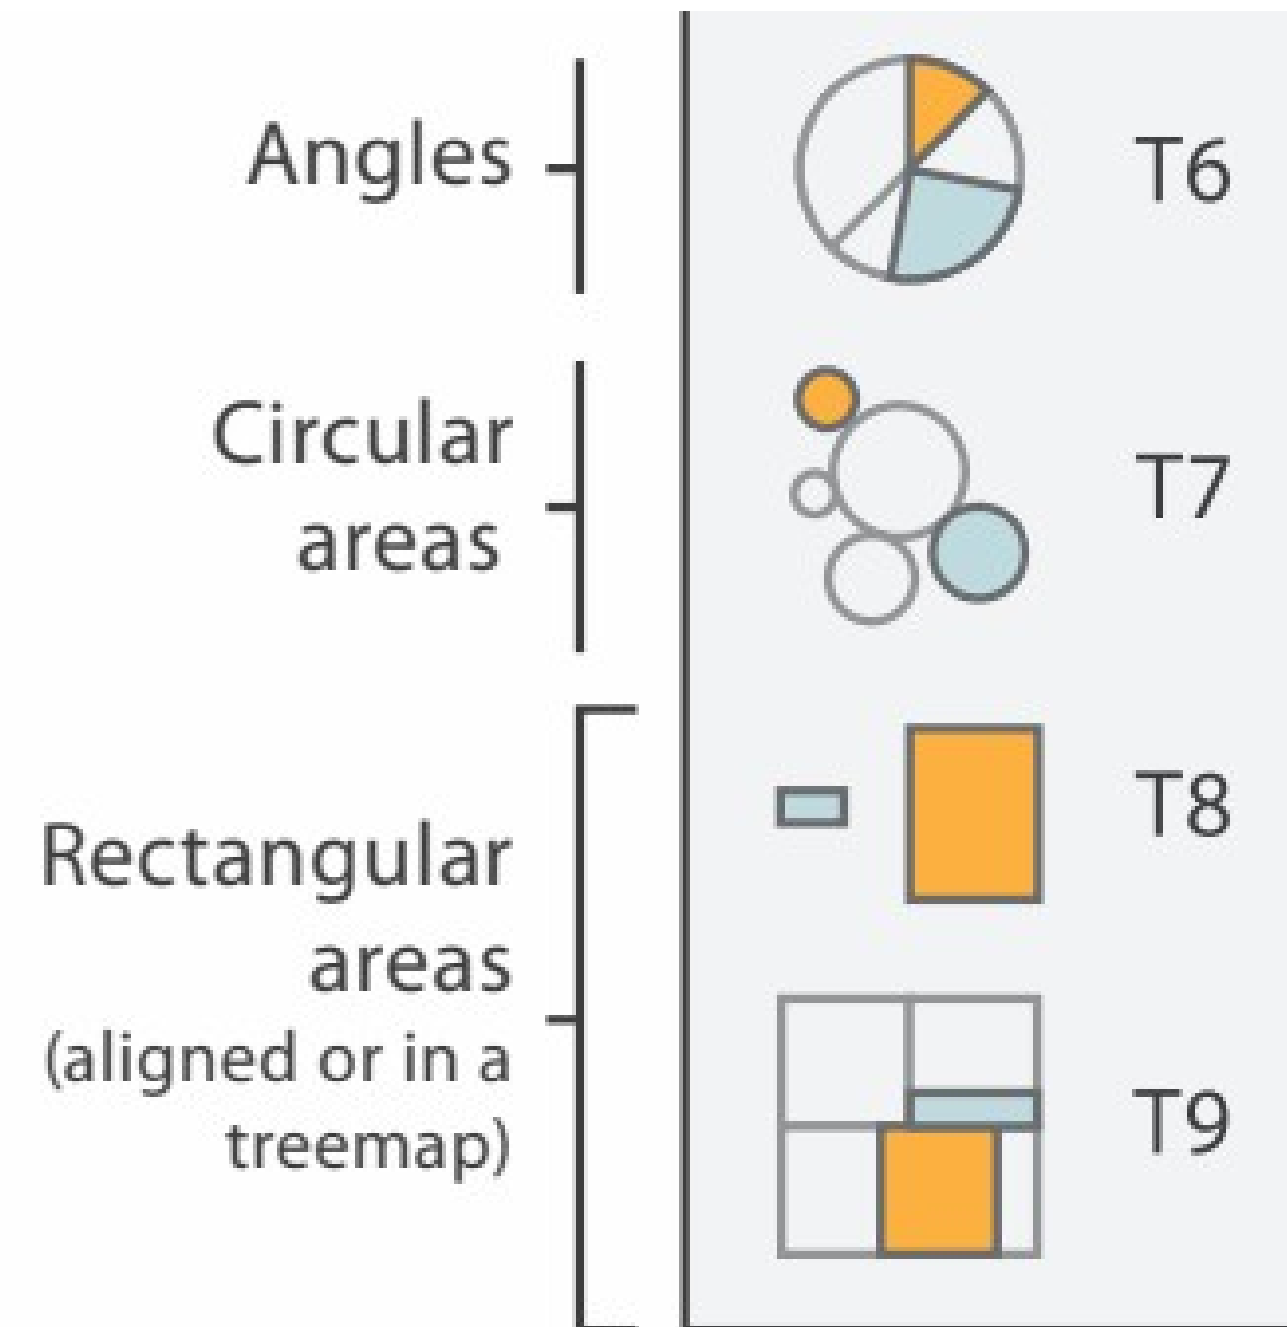 Angles
T6
Circular
areas
T7
Rectangular
areas
(aligned or in a
treemap)
T8
T9